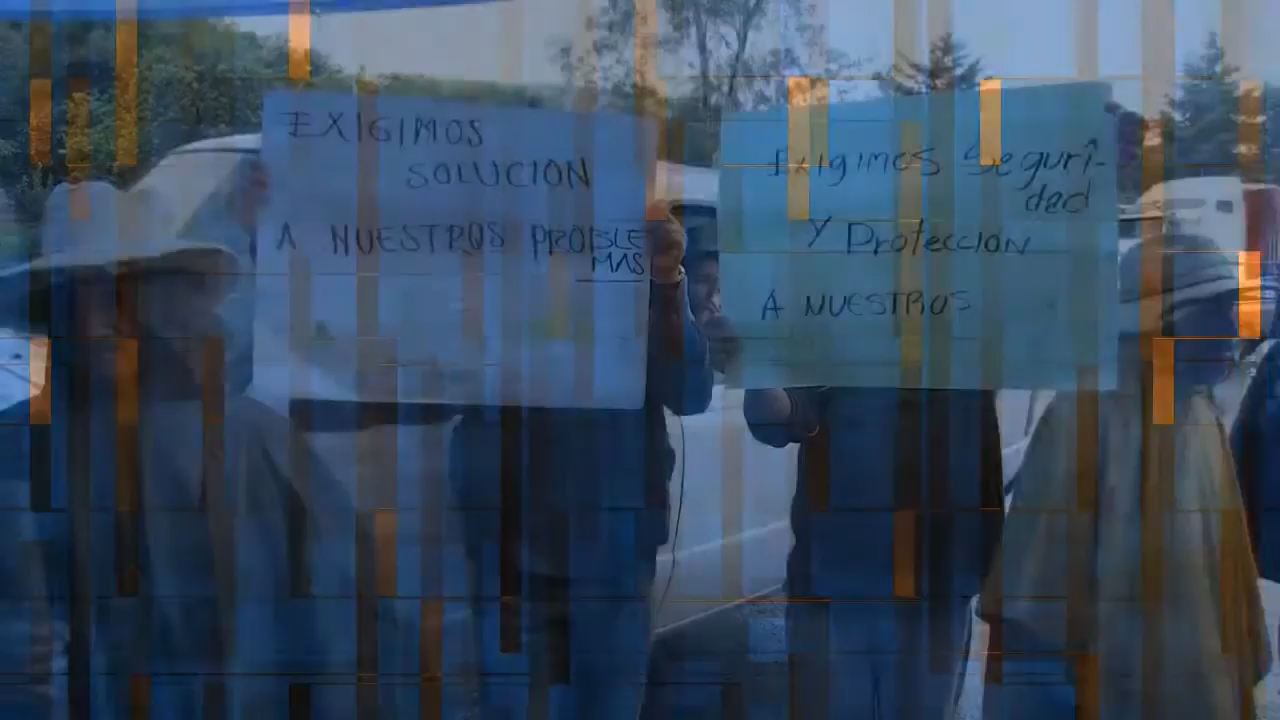 EXIGIMOS
SOLUCION
A NUESTROS PROBLE
MAS
Exigimos Seguri-
dad
Y Proteccion
A NUESTROS